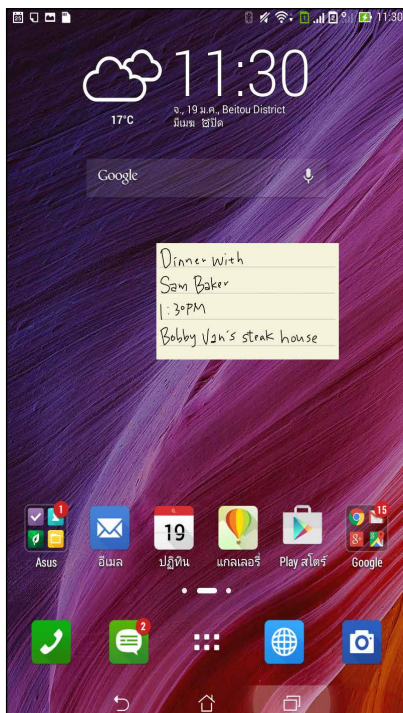 11:30
11:30
17°C
จ., 19 ม.ค., Beitou District
มีเมฆ ปิด
Google
Dinner with
Sam Baker
1:30PM
Bobby Van's steak house
1
15
19
Asus
อีเมล
ปฏิทิน
แกลเลอรี่
Play สโตร์
Google
2